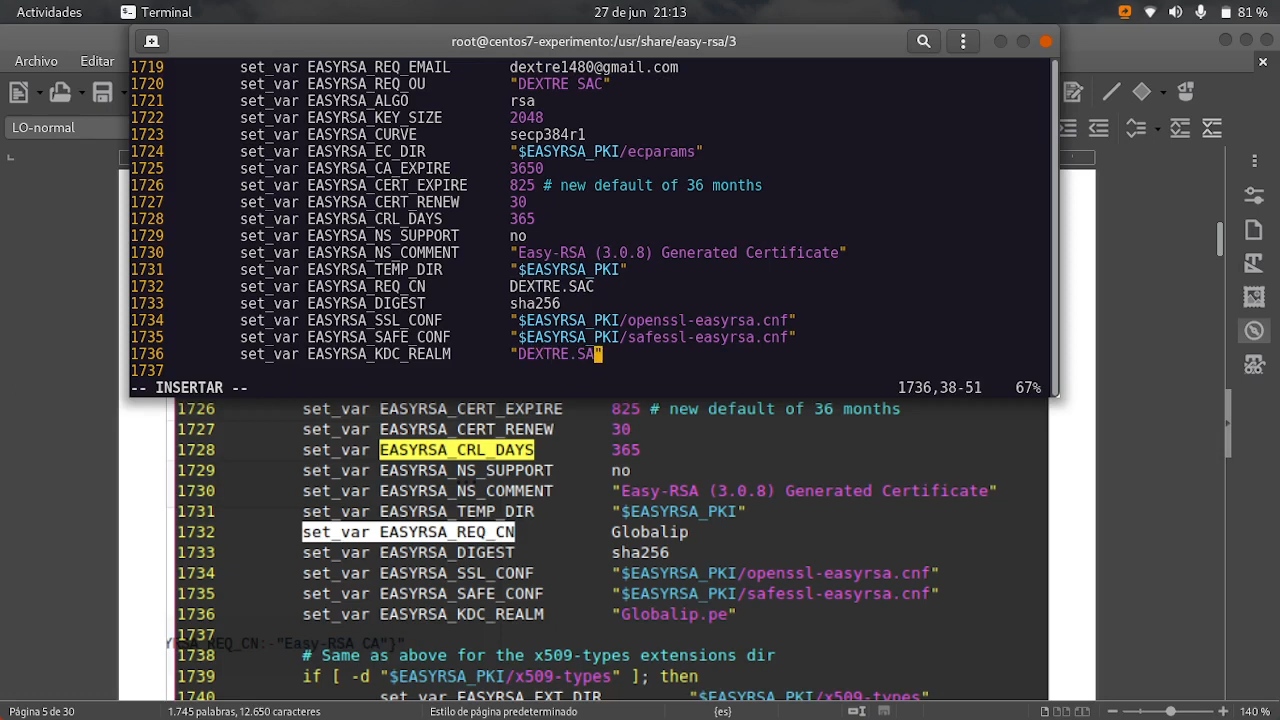 Actividades Terminal 27 de jun 21:13 81 %
root@centos7-experimento:/usr/share/easy-rsa/3
Archivo Editar
LO-normal
1719 set_var EASYRSA_REQ_EMAIL dextre1480@gmail.com
1720 set_var EASYRSA_REQ_OU "DEXTRE SAC"
1721 set_var EASYRSA_ALGO rsa
1722 set_var EASYRSA_KEY_SIZE 2048
1723 set_var EASYRSA_CURVE secp384r1
1724 set_var EASYRSA_EC_DIR "$EASYRSA_PKI/ecparams"
1725 set_var EASYRSA_CA_EXPIRE 3650
1726 set_var EASYRSA_CERT_EXPIRE 825 # new default of 36 months
1727 set_var EASYRSA_CERT_RENEW 30
1728 set_var EASYRSA_CRL_DAYS 365
1729 set_var EASYRSA_NS_SUPPORT no
1730 set_var EASYRSA_NS_COMMENT "Easy-RSA (3.0.8) Generated Certificate"
1731 set_var EASYRSA_TEMP_DIR "$EASYRSA_PKI"
1732 set_var EASYRSA_REQ_CN DEXTRE.SAC
1733 set_var EASYRSA_DIGEST sha256
1734 set_var EASYRSA_SSL_CONF "$EASYRSA_PKI/openssl-easyrsa.cnf"
1735 set_var EASYRSA_SAFE_CONF "$EASYRSA_PKI/safessl-easyrsa.cnf"
1736 set_var EASYRSA_KDC_REALM "DEXTRE.SA"
1737
-- INSERTAR -- 1736,38-51 67%
1726 set_var EASYRSA_CERT_EXPIRE 825 # new default of 36 months
1727 set_var EASYRSA_CERT_RENEW 30
1728 set_var EASYRSA_CRL_DAYS 365
1729 set_var EASYRSA_NS_SUPPORT no
1730 set_var EASYRSA_NS_COMMENT "Easy-RSA (3.0.8) Generated Certificate"
1731 set_var EASYRSA_TEMP_DIR "$EASYRSA_PKI"
1732 set_var EASYRSA_REQ_CN Globalip
1733 set_var EASYRSA_DIGEST sha256
1734 set_var EASYRSA_SSL_CONF "$EASYRSA_PKI/openssl-easyrsa.cnf"
1735 set_var EASYRSA_SAFE_CONF "$EASYRSA_PKI/safessl-easyrsa.cnf"
1736 set_var EASYRSA_KDC_REALM "Globalip.pe"
1737
REQ_CN:-"Easy-RSA CA"}"
1738 # Same as above for the x509-types extensions dir
1739 if [ -d "$EASYRSA_PKI/x509-types" ]; then
1740 set_var EASYRSA_EXT_DIR "$EASYRSA_PKI/x509-types"
Página 5 de 30 1.745 palabras, 12.650 caracteres Estilo de página predeterminado {es} 140 %